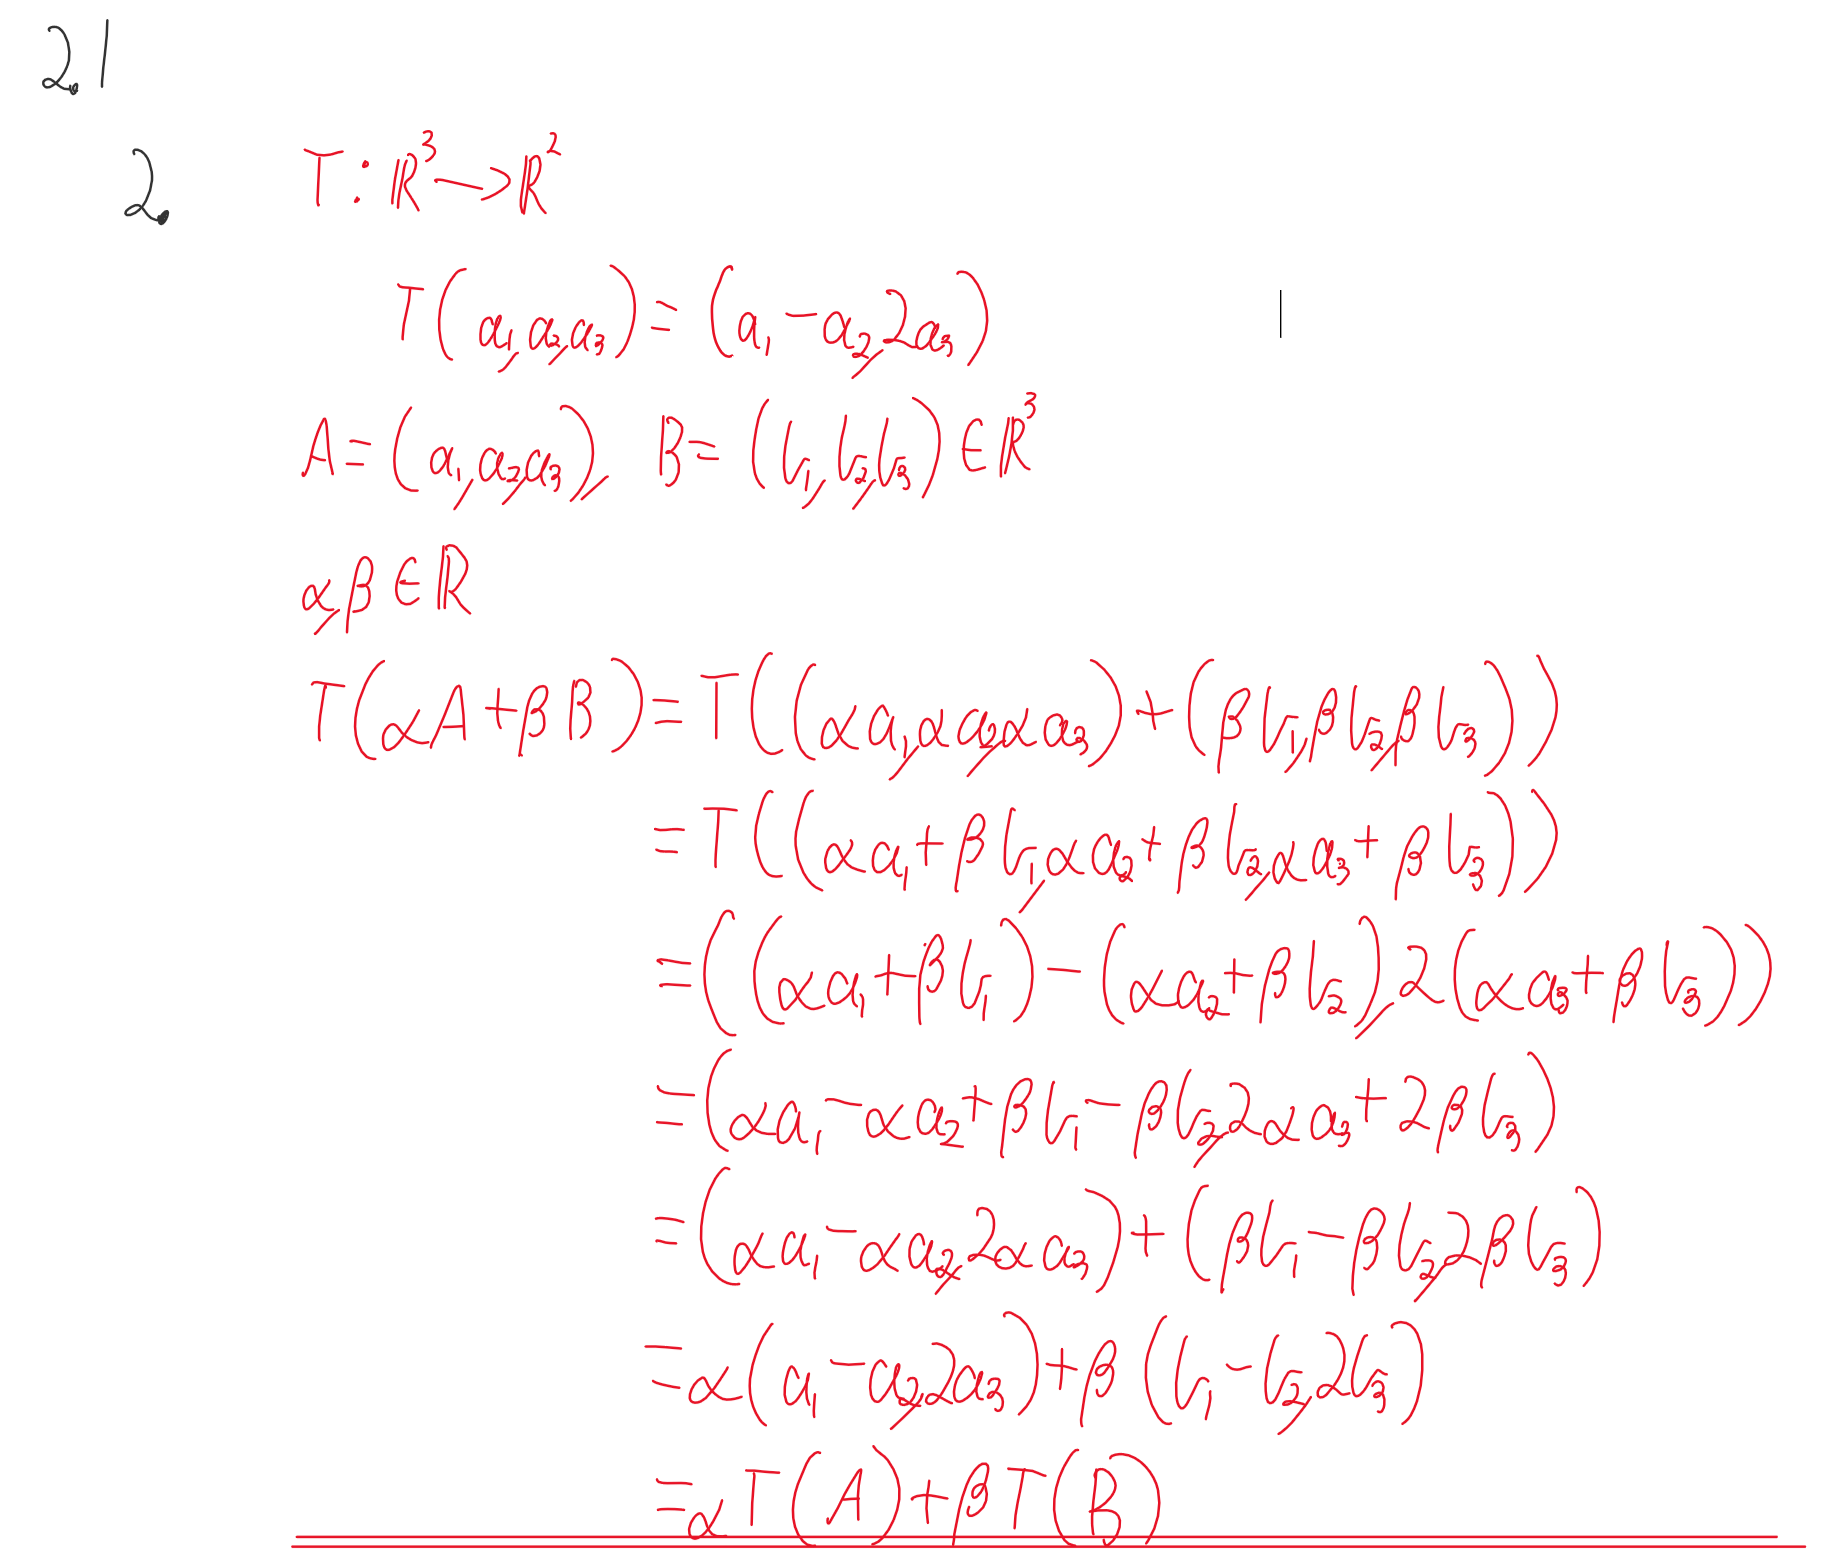 2.1
2.
T: ℝ³→ℝ²
T(a₁,a₂,a₃)=(a₁-a₂,2a₃)
A=(a₁,a₂,a₃), B=(b₁,b₂,b₃)∈ℝ³
α,β∈ℝ
T(αA+βB)=T((αa₁,αa₂,αa₃)+(βb₁,βb₂,βb₃))
=T((αa₁+βb₁,αa₂+βb₂,αa₃+βb₃))
=((αa₁+βb₁)-(αa₂+βb₂),2(αa₃+βb₃))
=(αa₁-αa₂+βb₁-βb₂,2αa₃+2βb₃)
=(αa₁-αa₂,2αa₃)+(βb₁-βb₂,2βb₃)
=α(a₁-a₂,2a₃)+β(b₁-b₂,2b₃)
=αT(A)+βT(B)